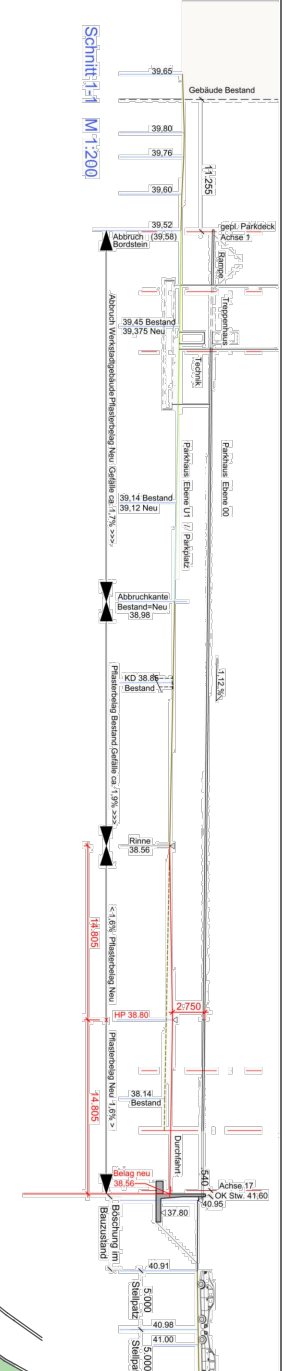 Schnitt 1-1 M 1:200
39,65
Gebäude Bestand
39,80
39,76
11.255
39,60
39,52
Abbruch (39,58)
Bordstein
gepl. Parkdeck
Achse 1
Rampe
Treppenhaus
39,45 Bestand
39,375 Neu
Technik
Abbruch Werkstadtgebäude Pflasterbelag Neu Gefälle ca. 1,7% >>>
Parkhaus Ebene U1 / Parkplatz
Parkhaus Ebene 00
39,14 Bestand
39,12 Neu
Abbruchkante
Bestand=Neu
38,98
1,12 %
KD 38.85
Bestand
Pflasterbelag Bestand Gefälle ca. 1,9% >>>
Rinne
38.56
< 1,6% Pflasterbelag Neu
14.805
2.750
HP 38.80
Pflasterbelag Neu 1,6% >
14.805
38.14
Bestand
Durchfahrt
Belag neu
38.56
540
Achse 17
OK Stw. 41,60
40.95
37.80
Böschung im
Bauzustand
40.91
5.000
Stellpatz
40.98
41.00
5.000
Stellpa